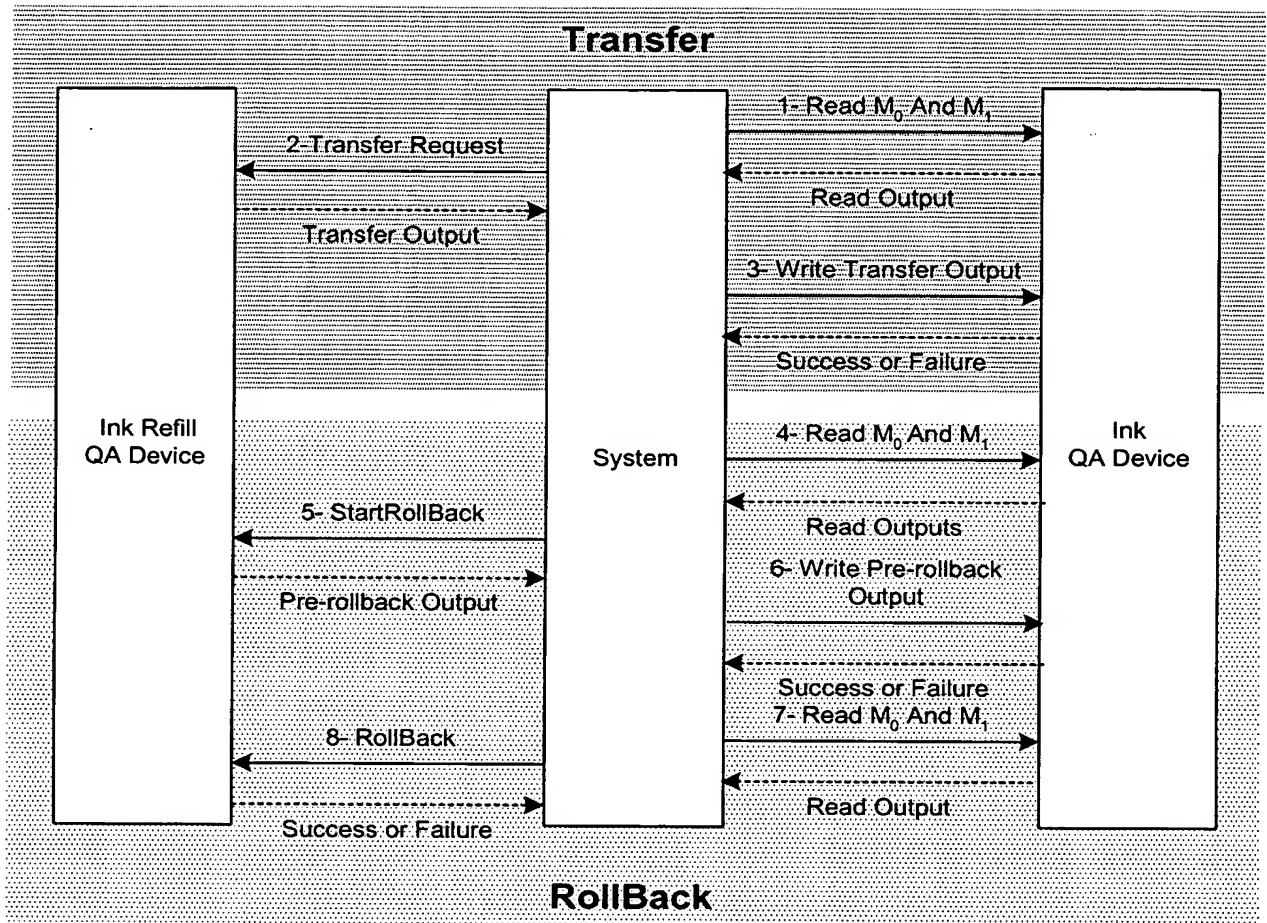 Transfer
1- Read M₀ And M₁
2-Transfer Request
Read Output
Transfer Output
3- Write Transfer Output
Success or Failure
Ink Refill
QA Device
System
Ink
QA Device
4- Read M₀ And M₁
Read Outputs
5- StartRollBack
Pre-rollback Output
6- Write Pre-rollback
Output
Success or Failure
7- Read M₀ And M₁
8- RollBack
Read Output
Success or Failure
RollBack